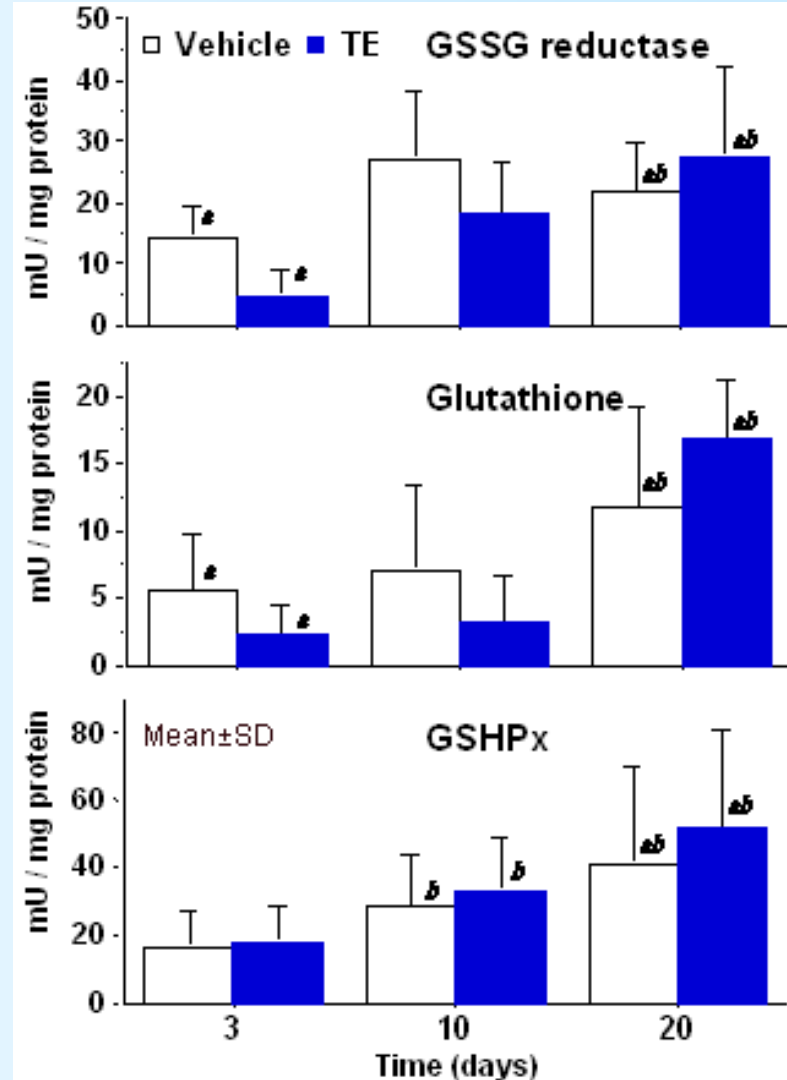 Vehicle TE GSSG reductase
mU / mg protein
50
40
30
20
10
0
a
a
ab
ab
Glutathione
mU / mg protein
20
15
10
5
0
a
a
ab
ab
Mean±SD GSHPx
mU / mg protein
80
60
40
20
0
b
b
ab
ab
3 10 20
Time (days)